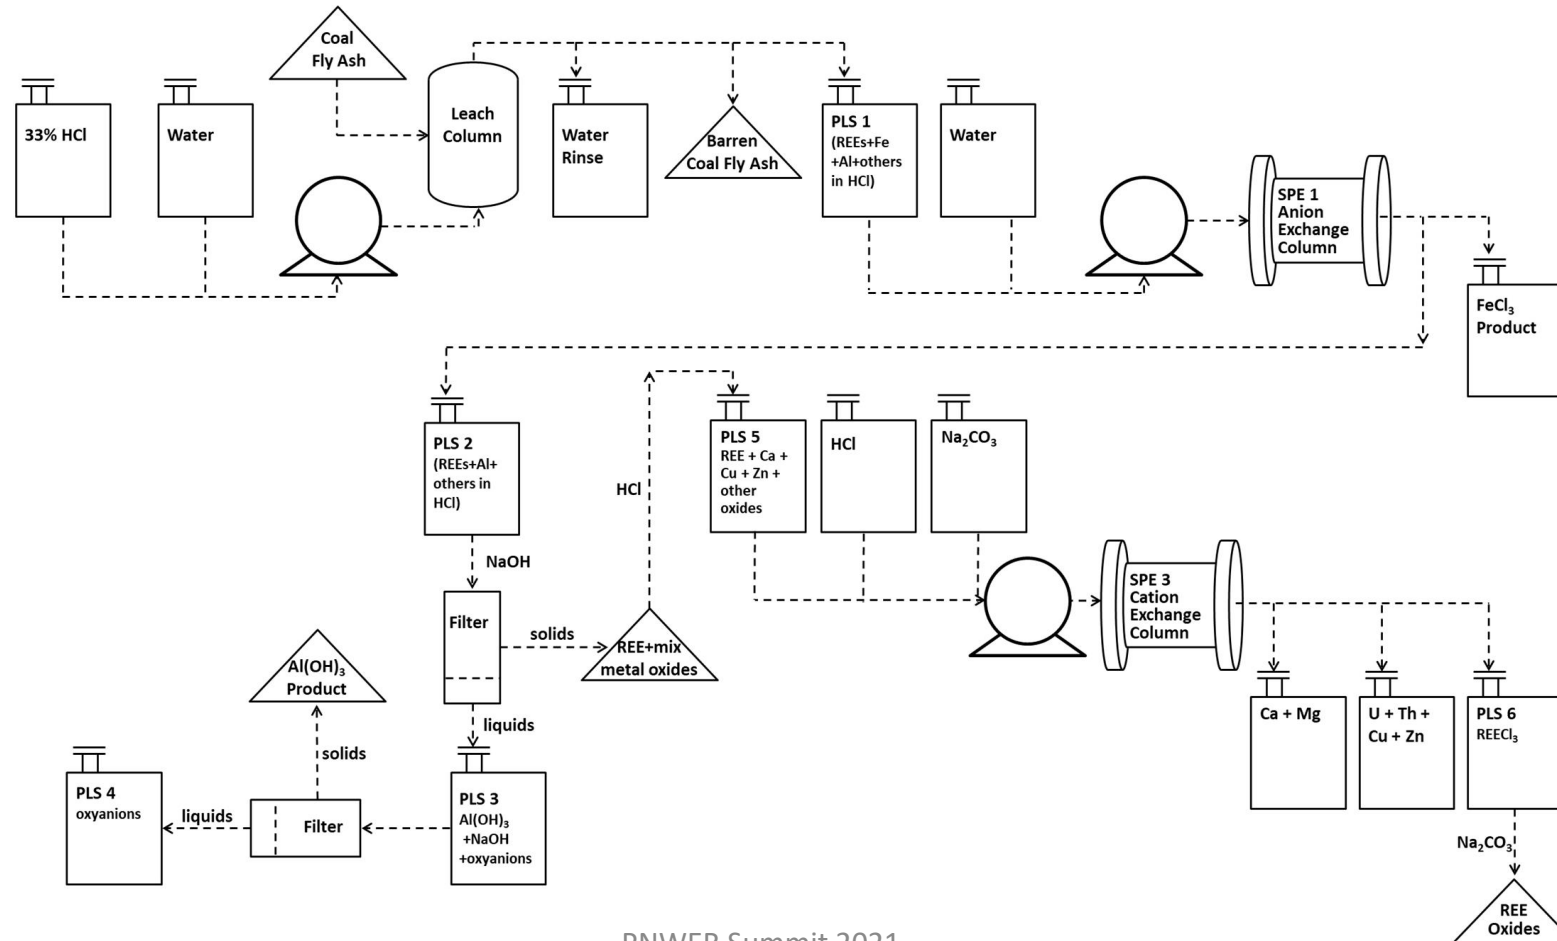 Coal
Fly Ash
33% HCl
Water
Leach
Column
Water
Rinse
Barren
Coal Fly Ash
PLS 1
(REEs+Fe
+Al+others
in HCl)
Water
SPE 1
Anion
Exchange
Column
FeCl₃
Product
PLS 2
(REEs+Al+
others in
HCl)
NaOH
Filter
solids
REE+mix
metal oxides
HCl
PLS 5
REE + Ca +
Cu + Zn +
other
oxides
HCl
Na₂CO₃
SPE 3
Cation
Exchange
Column
Ca + Mg
U + Th +
Cu + Zn
PLS 6
REECl₃
Na₂CO₃
REE
Oxides
liquids
PLS 3
Al(OH)₃
+NaOH
+oxyanions
Filter
solids
Al(OH)₃
Product
liquids
PLS 4
oxyanions
PNWER Summit 2021